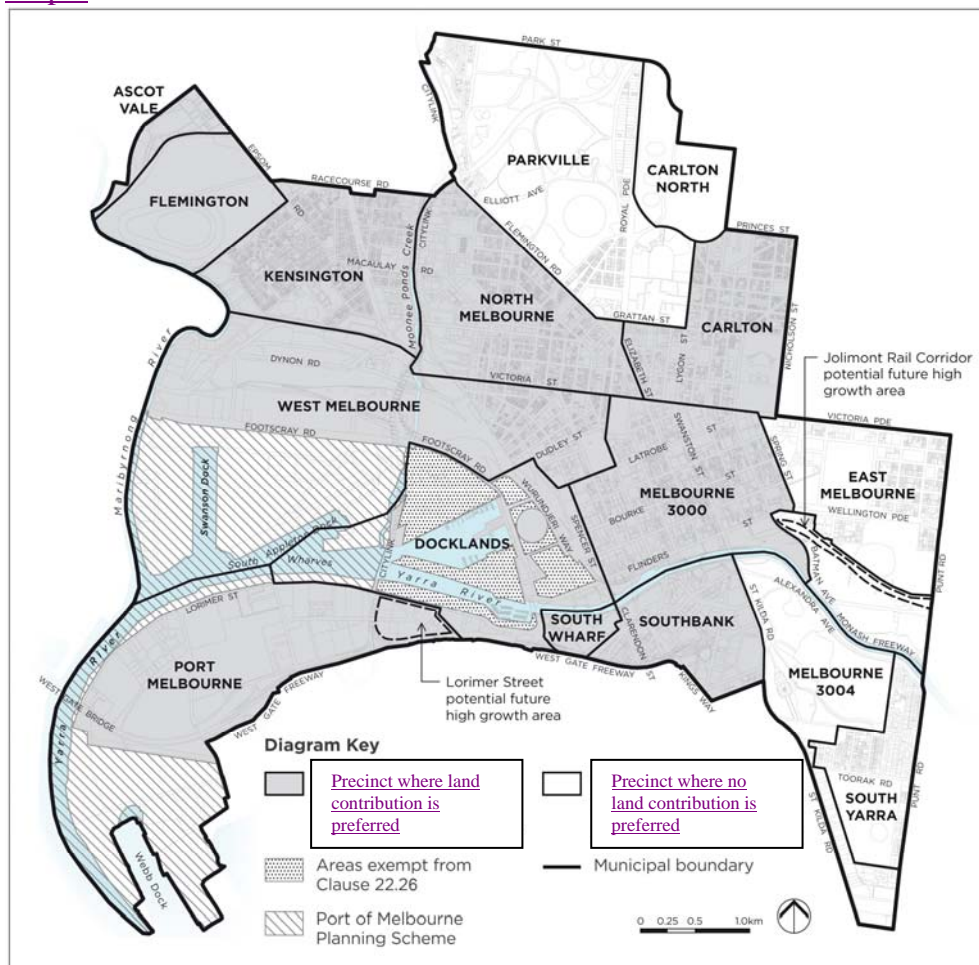 PARK ST
CITYLINK
ASCOT
VALE
EPSOM
RD
RACECOURSE RD
PARKVILLE
CARLTON
NORTH
FLEMINGTON
ELLIOTT AVE
ROYAL PDE
FLEMINGTON RD
PRINCES ST
CITYLINK
Moonee Ponds Creek
MACAULAY RD
KENSINGTON
NORTH
MELBOURNE
GRATTAN ST
CARLTON
NICHOLSON ST
LYGON ST
ELIZABETH ST
Maribyrnong River
DYNON RD
VICTORIA ST
Jolimont Rail Corridor
potential future high
growth area
WEST MELBOURNE
VICTORIA PDE
FOOTSCRAY RD
FOOTSCRAY RD
DUDLEY ST
LATROBE ST
SWANSTON ST
SPRING ST
EAST
MELBOURNE
WELLINGTON PDE
Swanson Dock
WURUNDJERI WAY
SPENCER ST
MELBOURNE
3000
BOURKE ST
South Appleton Dock
Wharves
CITYLINK
DOCKLANDS
Yarra River
FLINDERS
BATMAN AVE
ALEXANDRA AVE
MONASH FREEWAY
PUNT RD
LORIMER ST
SOUTH
WHARF
CLARENDON ST
SOUTHBANK
ST KILDA RD
PORT
MELBOURNE
WEST GATE FREEWAY
WEST GATE FREEWAY
KINGS WAY
MELBOURNE
3004
Yarra River
WEST GATE BRIDGE
Lorimer Street
potential future
high growth area
TOORAK RD
SOUTH
YARRA
PUNT RD
ST KILDA RD
Webb Dock
Diagram Key
Precinct where land
contribution is
preferred
Precinct where no
land contribution is
preferred
Areas exempt from
Clause 22.26
Municipal boundary
Port of Melbourne
Planning Scheme
0 0.25 0.5 1.0km